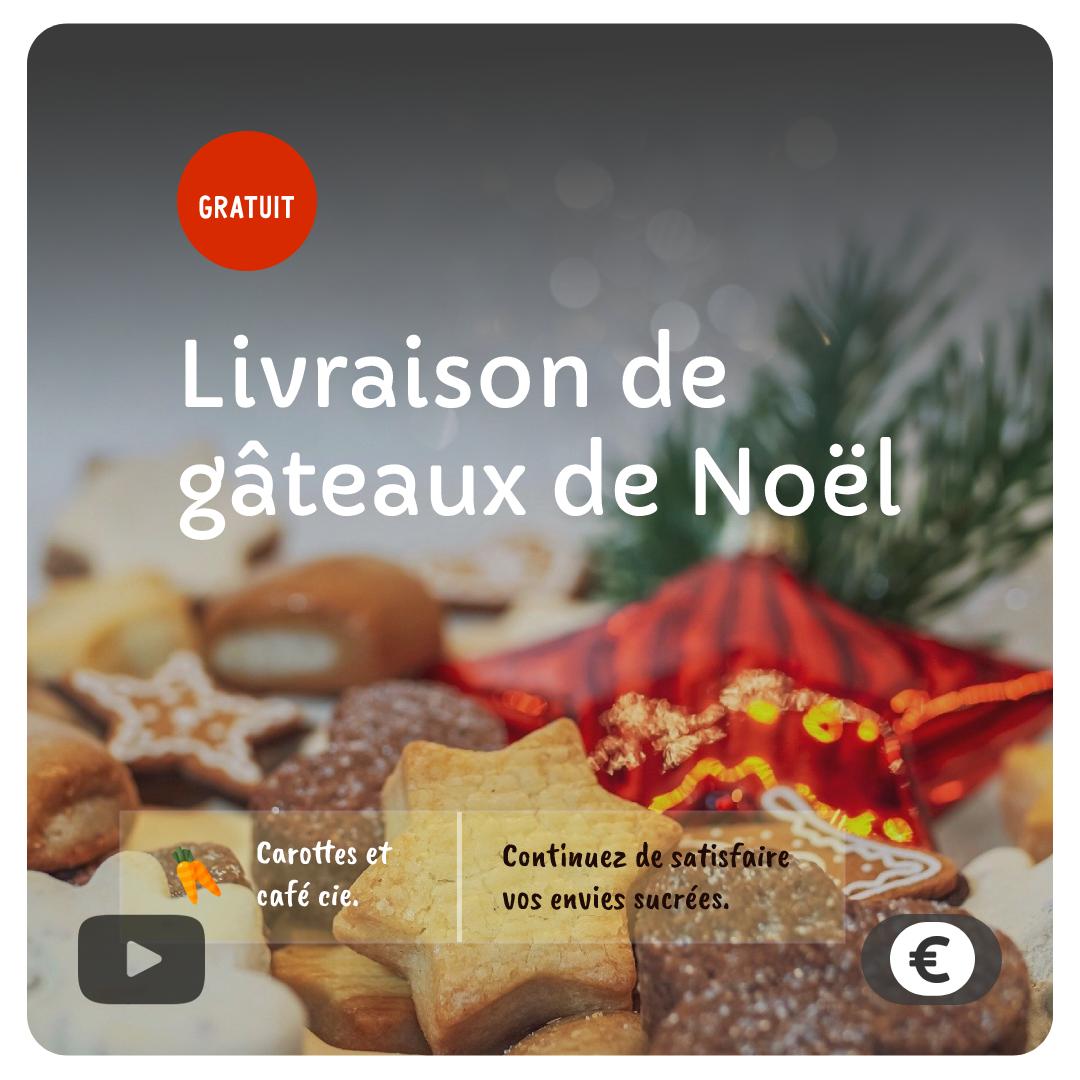 GRATUIT
Livraison de
gâteaux de Noël
Carottes et
café cie.
Continuez de satisfaire
vos envies sucrées.
€